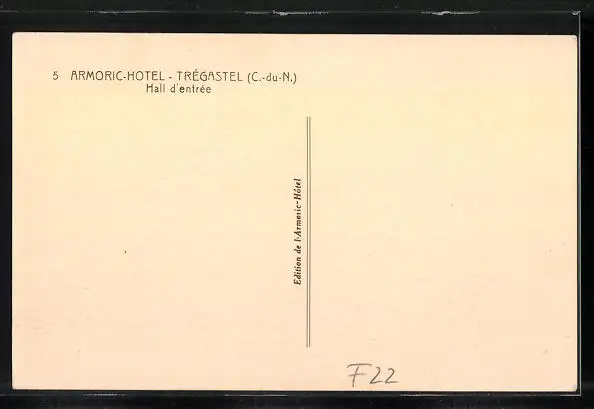 5 ARMORIC-HOTEL - TRÉGASTEL (C.-du-N.)
Hall d'entrée
Edition de l'Armoric-Hôtel
F22